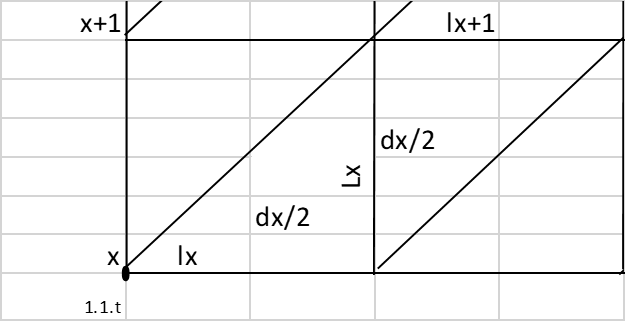 x+1
lx+1
dx/2
Lx
dx/2
x
lx
1.1.t